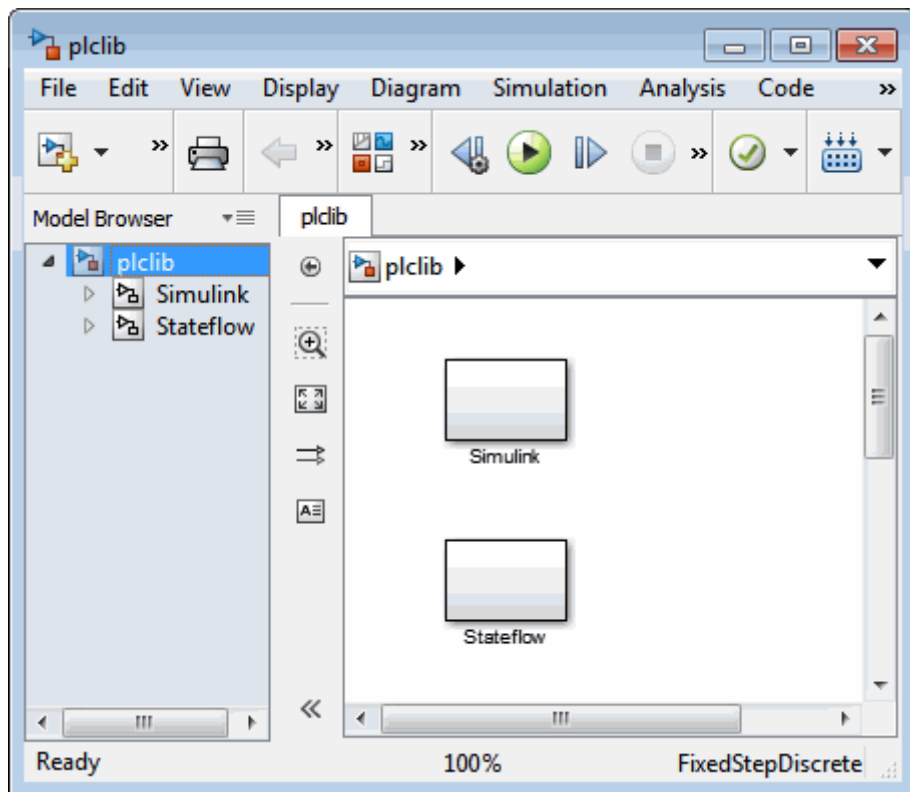 plclib
File Edit View Display Diagram Simulation Analysis Code »
Model Browser plclib
plclib plclib
Simulink
Stateflow
Simulink
Stateflow
Ready 100% FixedStepDiscrete